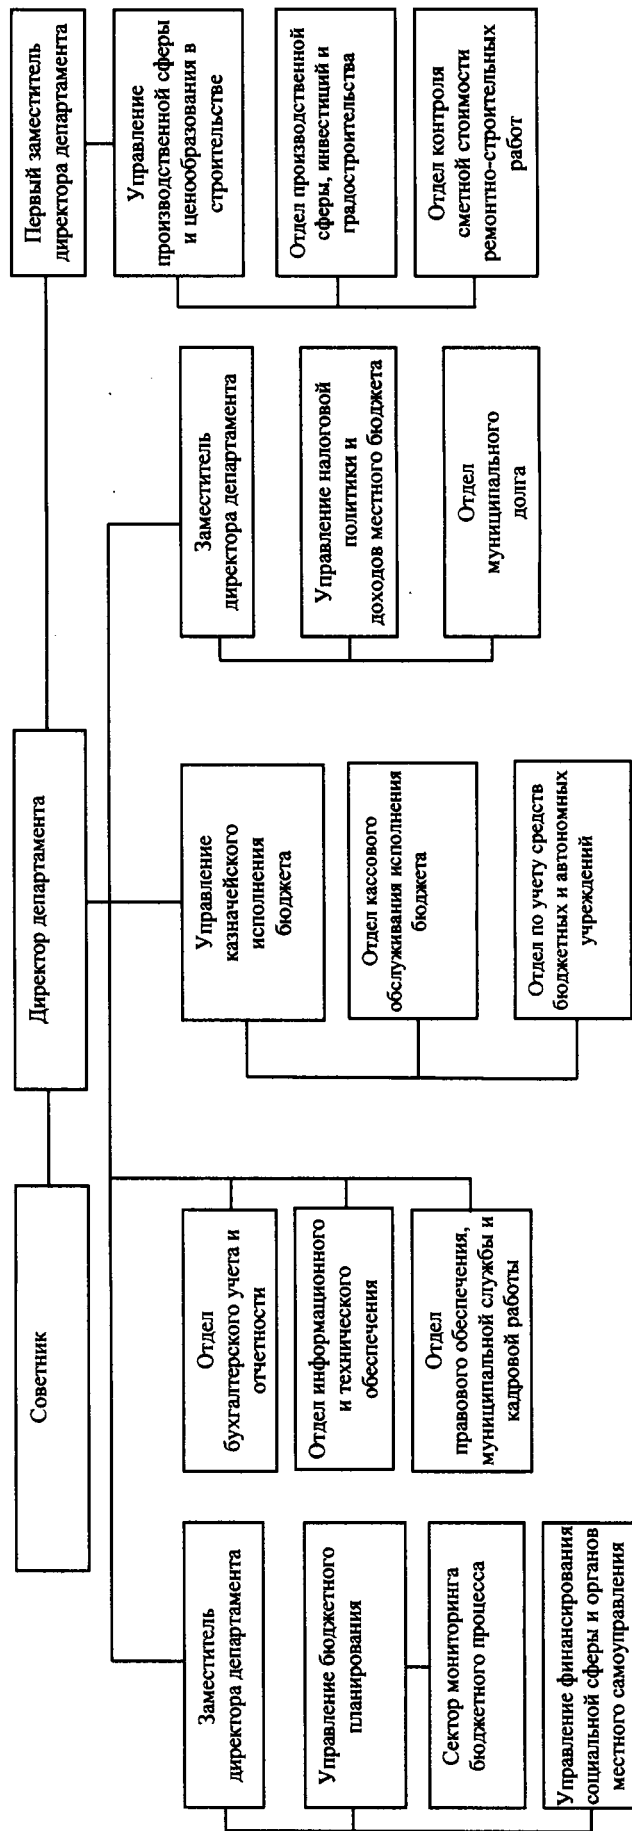 Советник
Директор департамента
Первый заместитель
директора департамента
Заместитель
директора департамента
Управление бюджетного
планирования
Сектор мониторинга
бюджетного процесса
Управление финансирования
социальной сферы и органов
местного самоуправления
Отдел
бухгалтерского учета и
отчетности
Отдел информационного
и технического
обеспечения
Отдел
правового обеспечения,
муниципальной службы и
кадровой работы
Управление
казначейского
исполнения
бюджета
Отдел кассового
обслуживания исполнения
бюджета
Отдел по учету средств
бюджетных и автономных
учреждений
Заместитель
директора департамента
Управление налоговой
политики и
доходов местного бюджета
Отдел
муниципального
долга
Управление
производственной сферы
и ценообразования в
строительстве
Отдел производственной
сферы, инвестиций и
градостроительства
Отдел контроля
сметной стоимости
ремонтно-строительных
работ